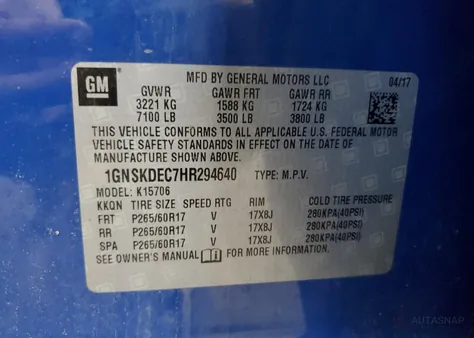 GM
MFD BY GENERAL MOTORS LLC 04/17
GVWR GAWR FRT GAWR RR
3221 KG 1588 KG 1724 KG
7100 LB 3500 LB 3800 LB
THIS VEHICLE CONFORMS TO ALL APPLICABLE U.S. FEDERAL MOTOR
VEHICLE SAFETY STANDARDS IN EFFECT ON THE DATE OF
MANUFACTURE SHOWN ABOVE.
1GNSKDEC7HR294640 TYPE: M.P.V.
MODEL: K15706
KKQN TIRE SIZE SPEED RTG RIM COLD TIRE PRESSURE
FRT P265/60R17 V 17X8J 280KPA(40PSI)
RR P265/60R17 V 17X8J 280KPA(40PSI)
SPA P265/60R17 V 17X8J 280KPA(40PSI)
SEE OWNER'S MANUAL FOR MORE INFORMATION.
AUTASNAP